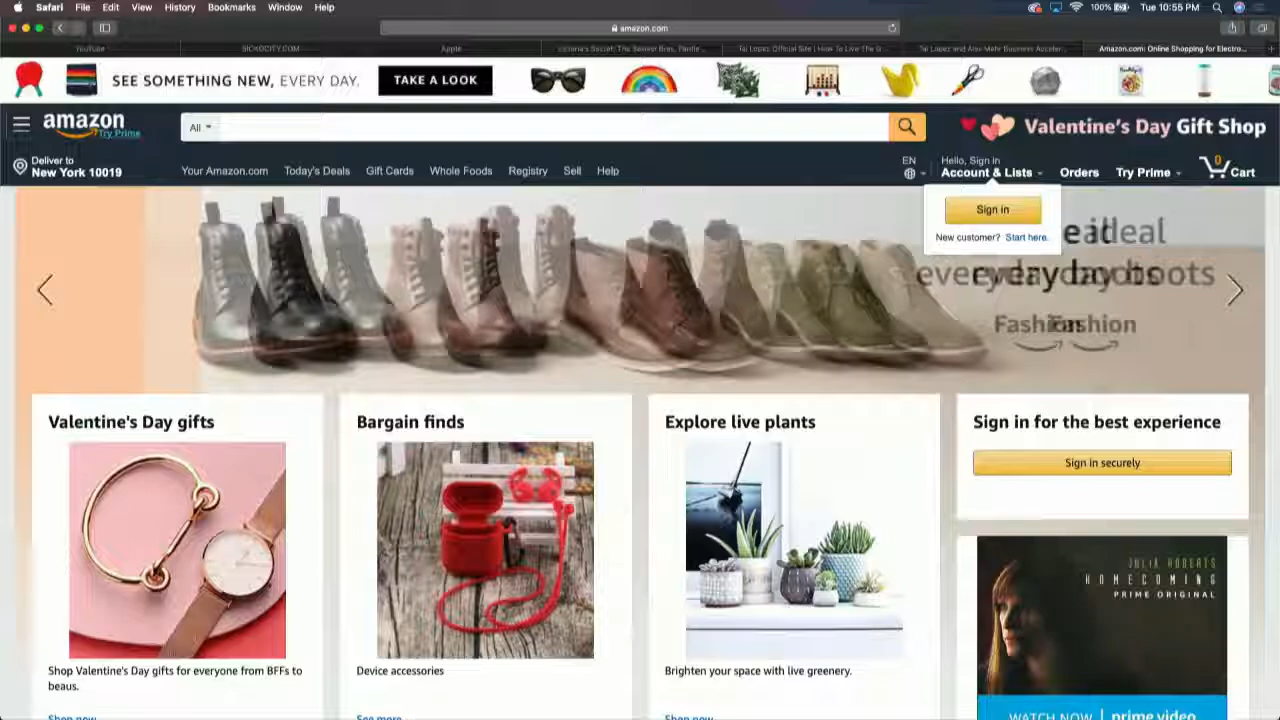 Safari File Edit View History Bookmarks Window Help 100% Tue 10:55 PM
amazon.com
YouTube SICKOCITY.COM Apple Victoria's Secret: The Sexiest Bras, Pantie... Tai Lopez Official Site | How To Live The G... Tai Lopez and Alex Mehr Business Acceler... Amazon.com: Online Shopping for Electro...
SEE SOMETHING NEW, EVERY DAY. TAKE A LOOK
amazon
Try Prime
All
Valentine's Day Gift Shop
Deliver to
New York 10019
Your Amazon.com Today's Deals Gift Cards Whole Foods Registry Sell Help
EN
Hello, Sign in
Account & Lists Orders Try Prime 0 Cart
Sign in
New customer? Start here.
ideal
everyday boots
Fashion
Valentine's Day gifts
Bargain finds
Explore live plants
Sign in for the best experience
Sign in securely
JULIA ROBERTS
HOMECOMING
PRIME ORIGINAL
Shop Valentine's Day gifts for everyone from BFFs to
beaus.
Device accessories
Brighten your space with live greenery.
Shop now
See more
Shop now
WATCH NOW | prime video